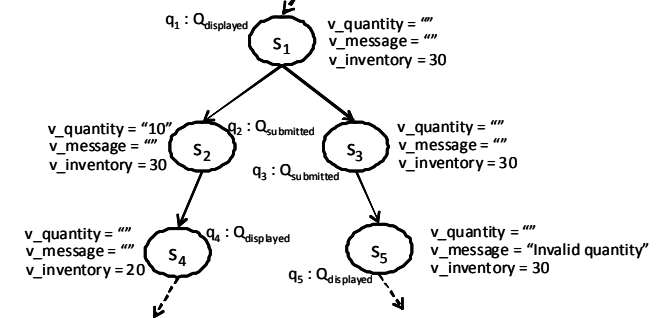 q1 : Qdisplayed
v_quantity = “”
v_message = “”
v_inventory = 30
S1
v_quantity = “10”
v_message = “”
v_inventory = 30
S2
q2 : Qsubmitted
S3
v_quantity = “”
v_message = “”
v_inventory = 30
q3 : Qsubmitted
v_quantity = “”
v_message = “”
v_inventory = 20
S4
q4 : Qdisplayed
S5
v_quantity = “”
v_message = “Invalid quantity”
v_inventory = 30
q5 : Qdisplayed